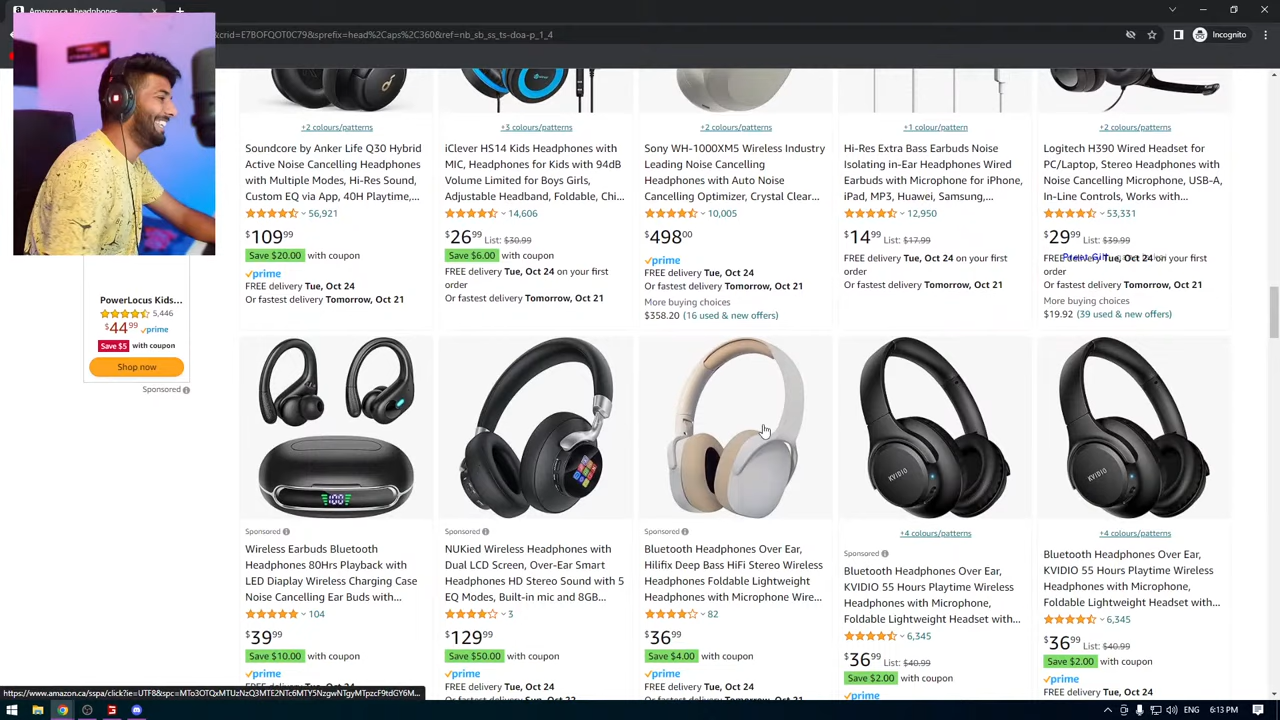 Amazon.ca : headphones
crid=E7BOFQOT0C79&sprefix=head%2Caps%2C360&ref=nb_sb_ss_ts-doa-p_1_4
Incognito
PowerLocus Kids...
5,446
$44 99 prime
Save $5 with coupon
Shop now
Sponsored
+2 colours/patterns
Soundcore by Anker Life Q30 Hybrid
Active Noise Cancelling Headphones
with Multiple Modes, Hi-Res Sound,
Custom EQ via App, 40H Playtime,...
56,921
$109 99
Save $20.00 with coupon
prime
FREE delivery Tue, Oct 24
Or fastest delivery Tomorrow, Oct 21
+3 colours/patterns
iClever HS14 Kids Headphones with
MIC, Headphones for Kids with 94dB
Volume Limited for Boys Girls,
Adjustable Headband, Foldable, Chi...
14,606
$26 99 List: $30.99
Save $6.00 with coupon
FREE delivery Tue, Oct 24 on your first
order
Or fastest delivery Tomorrow, Oct 21
+2 colours/patterns
Sony WH-1000XM5 Wireless Industry
Leading Noise Cancelling
Headphones with Auto Noise
Cancelling Optimizer, Crystal Clear...
10,005
$498 00
prime
FREE delivery Tue, Oct 24
Or fastest delivery Tomorrow, Oct 21
More buying choices
$358.20 (16 used & new offers)
+1 colour/pattern
Hi-Res Extra Bass Earbuds Noise
Isolating in-Ear Headphones Wired
Earbuds with Microphone for iPhone,
iPad, MP3, Huawei, Samsung,...
12,950
$14 99 List: $17.99
FREE delivery Tue, Oct 24 on your first
order
Or fastest delivery Tomorrow, Oct 21
+2 colours/patterns
Logitech H390 Wired Headset for
PC/Laptop, Stereo Headphones with
Noise Cancelling Microphone, USB-A,
In-Line Controls, Works with...
53,331
$29 99 List: $39.99
FREE delivery Tue, Oct 24 on your first
order
Or fastest delivery Tomorrow, Oct 21
More buying choices
$19.92 (39 used & new offers)
100
Sponsored
Wireless Earbuds Bluetooth
Headphones 80Hrs Playback with
LED Diaplay Wireless Charging Case
Noise Cancelling Ear Buds with...
104
$39 99
Save $10.00 with coupon
prime
Sponsored
NUKied Wireless Headphones with
Dual LCD Screen, Over-Ear Smart
Headphones HD Stereo Sound with 5
EQ Modes, Built-in mic and 8GB...
3
$129 99
Save $50.00 with coupon
prime
FREE delivery Tue, Oct 24
Sponsored
Bluetooth Headphones Over Ear,
Hilifix Deep Bass HiFi Stereo Wireless
Headphones Foldable Lightweight
Headphones with Microphone Wire...
82
$36 99
Save $4.00 with coupon
prime
FREE delivery Tue, Oct 24
KVIDIO
+4 colours/patterns
Sponsored
Bluetooth Headphones Over Ear,
KVIDIO 55 Hours Playtime Wireless
Headphones with Microphone,
Foldable Lightweight Headset with...
6,345
$36 99 List: $40.99
Save $2.00 with coupon
prime
KVIDIO
+4 colours/patterns
Bluetooth Headphones Over Ear,
KVIDIO 55 Hours Playtime Wireless
Headphones with Microphone,
Foldable Lightweight Headset with...
6,345
$36 99 List: $40.99
Save $2.00 with coupon
prime
FREE delivery Tue, Oct 24
ENG
6:13 PM